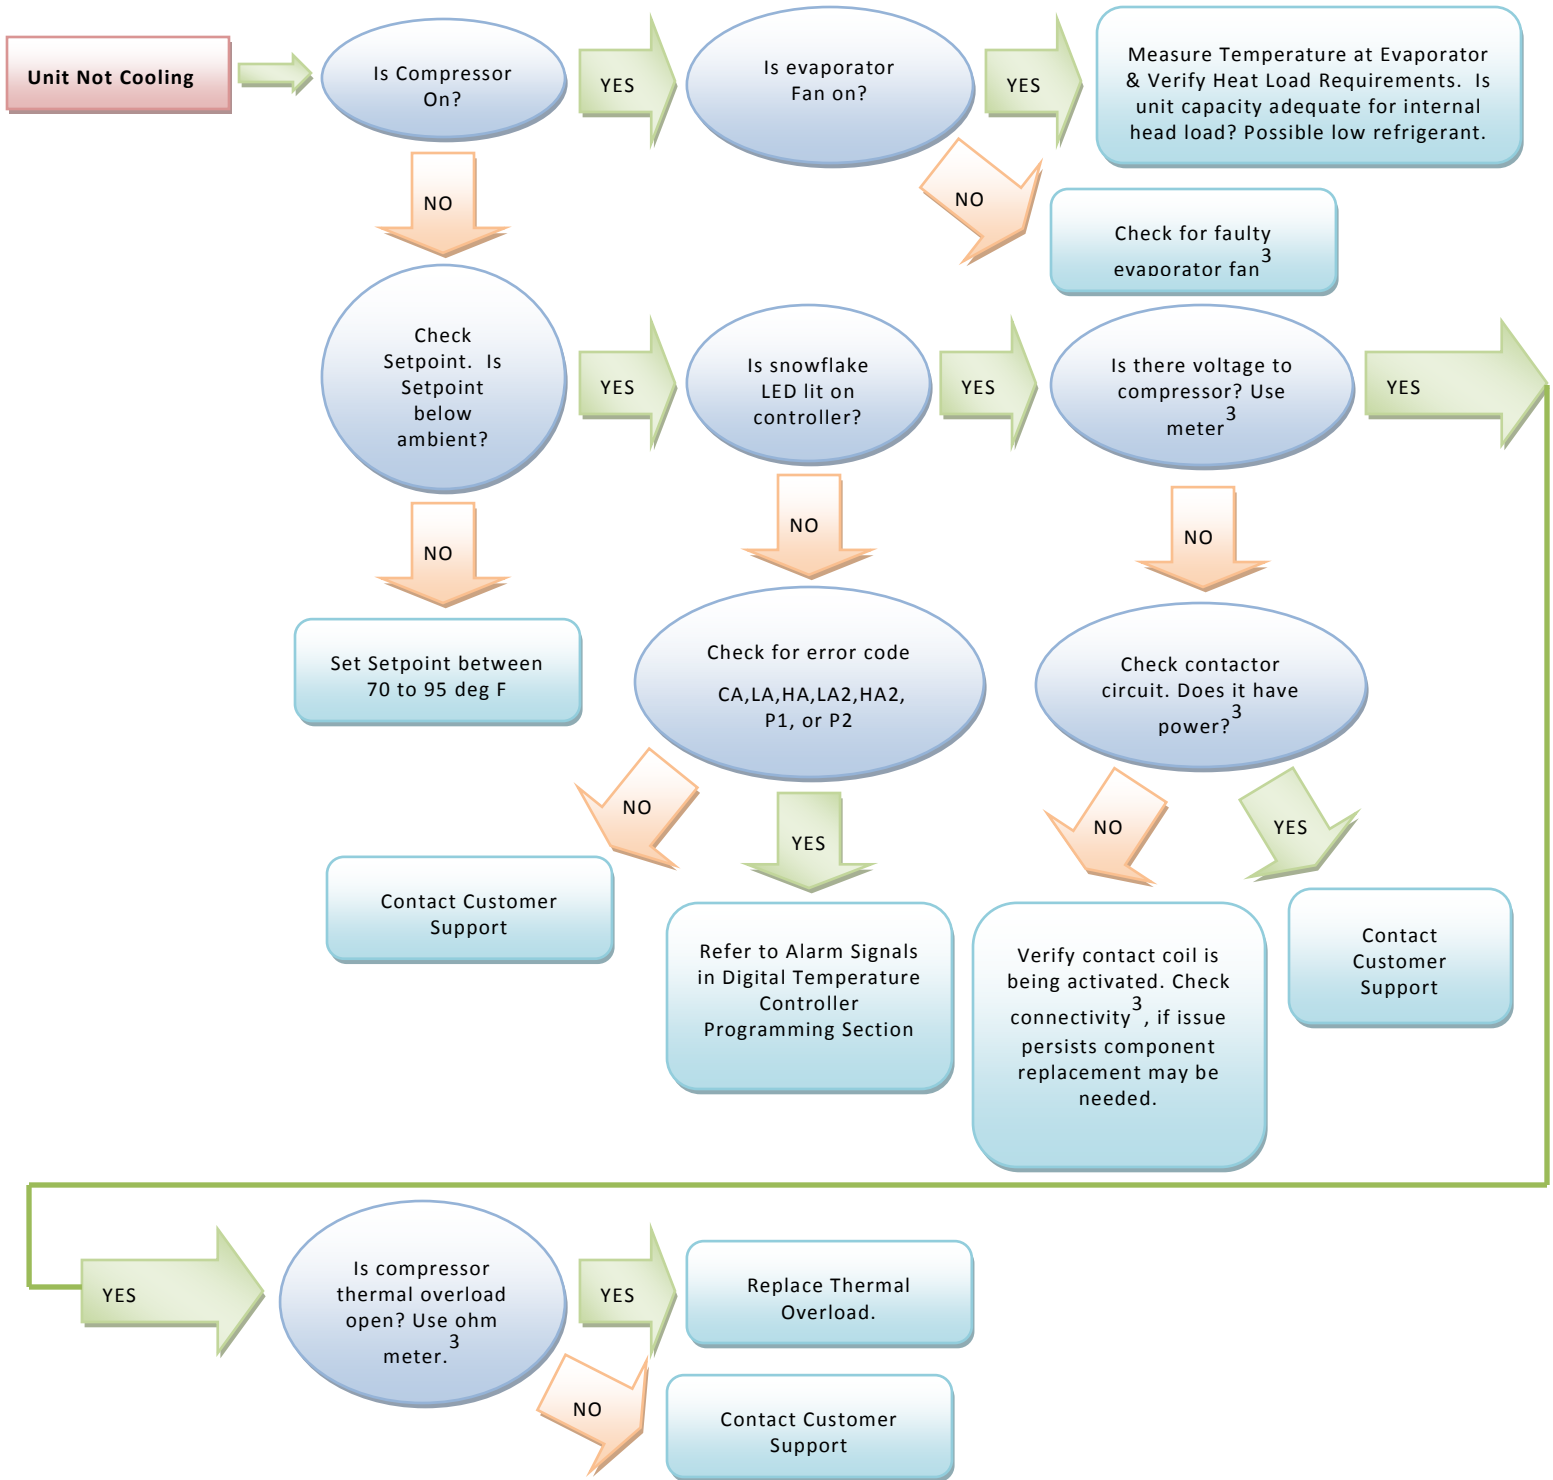 Unit Not Cooling
Is Compressor
On?
YES
Is evaporator
Fan on?
YES
Measure Temperature at Evaporator
& Verify Heat Load Requirements. Is
unit capacity adequate for internal
head load? Possible low refrigerant.
NO
NO
Check for faulty
evaporator fan3
Check
Setpoint. Is
Setpoint
below
ambient?
YES
Is snowflake
LED lit on
controller?
YES
Is there voltage to
compressor? Use
meter3
YES
NO
NO
NO
Set Setpoint between
70 to 95 deg F
Check for error code
CA,LA,HA,LA2,HA2,
P1, or P2
Check contactor
circuit. Does it have
power?3
NO
YES
NO
YES
Contact Customer
Support
Refer to Alarm Signals
in Digital Temperature
Controller
Programming Section
Verify contact coil is
being activated. Check
connectivity3, if issue
persists component
replacement may be
needed.
Contact
Customer
Support
YES
Is compressor
thermal overload
open? Use ohm
meter.3
YES
Replace Thermal
Overload.
NO
Contact Customer
Support